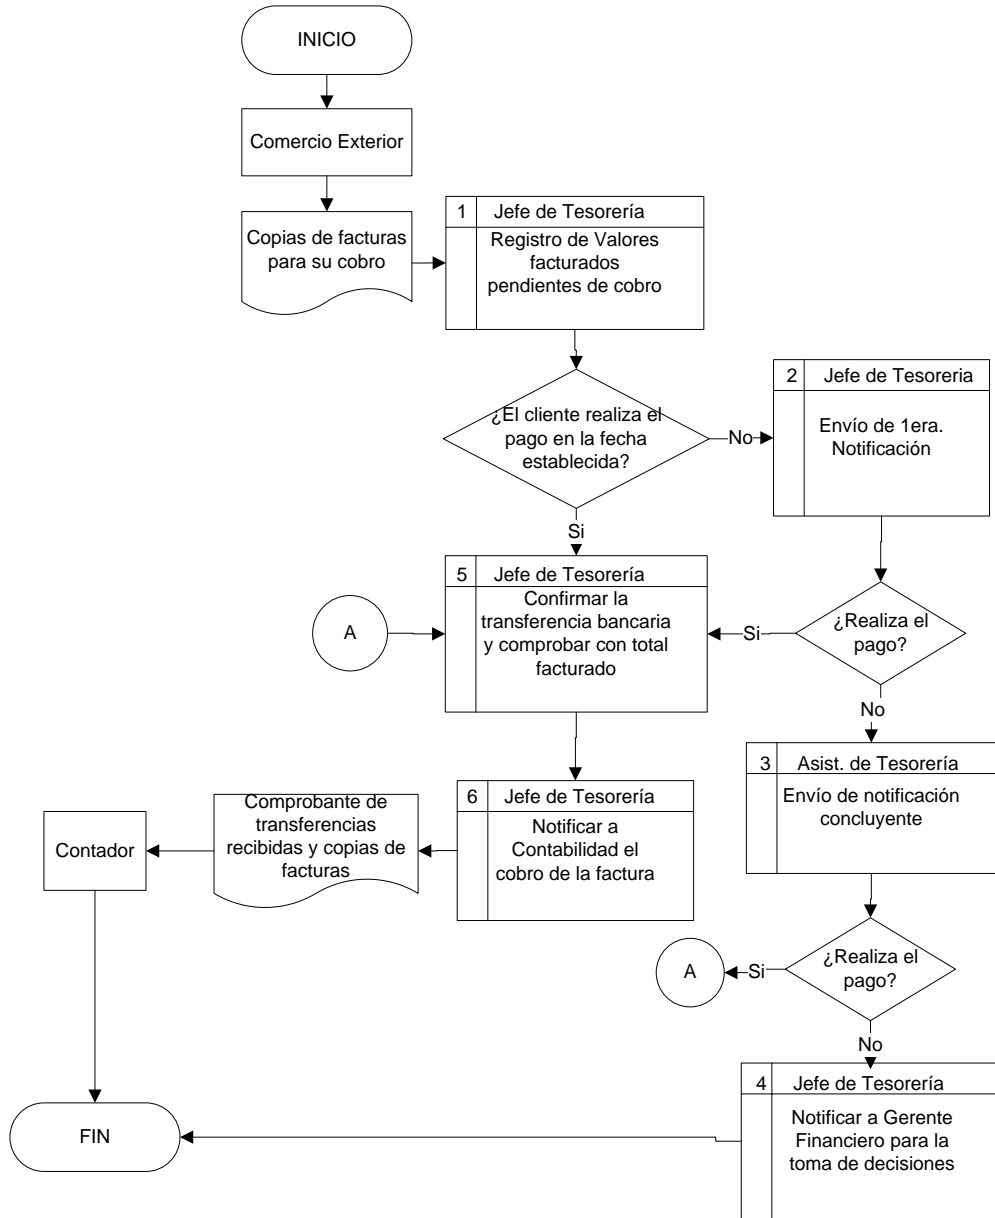 INICIO
Comercio Exterior
Copias de facturas
para su cobro
1 Jefe de Tesorería
Registro de Valores
facturados
pendientes de cobro
¿El cliente realiza el
pago en la fecha
establecida?
No
2 Jefe de Tesoreria
Envío de 1era.
Notificación
Si
5 Jefe de Tesorería
Confirmar la
transferencia bancaria
y comprobar con total
facturado
A
Si
¿Realiza el
pago?
No
3 Asist. de Tesorería
Envío de notificación
concluyente
6 Jefe de Tesorería
Notificar a
Contabilidad el
cobro de la factura
Comprobante de
transferencias
recibidas y copias de
facturas
Contador
¿Realiza el
pago?
Si
A
No
4 Jefe de Tesorería
Notificar a Gerente
Financiero para la
toma de decisiones
FIN